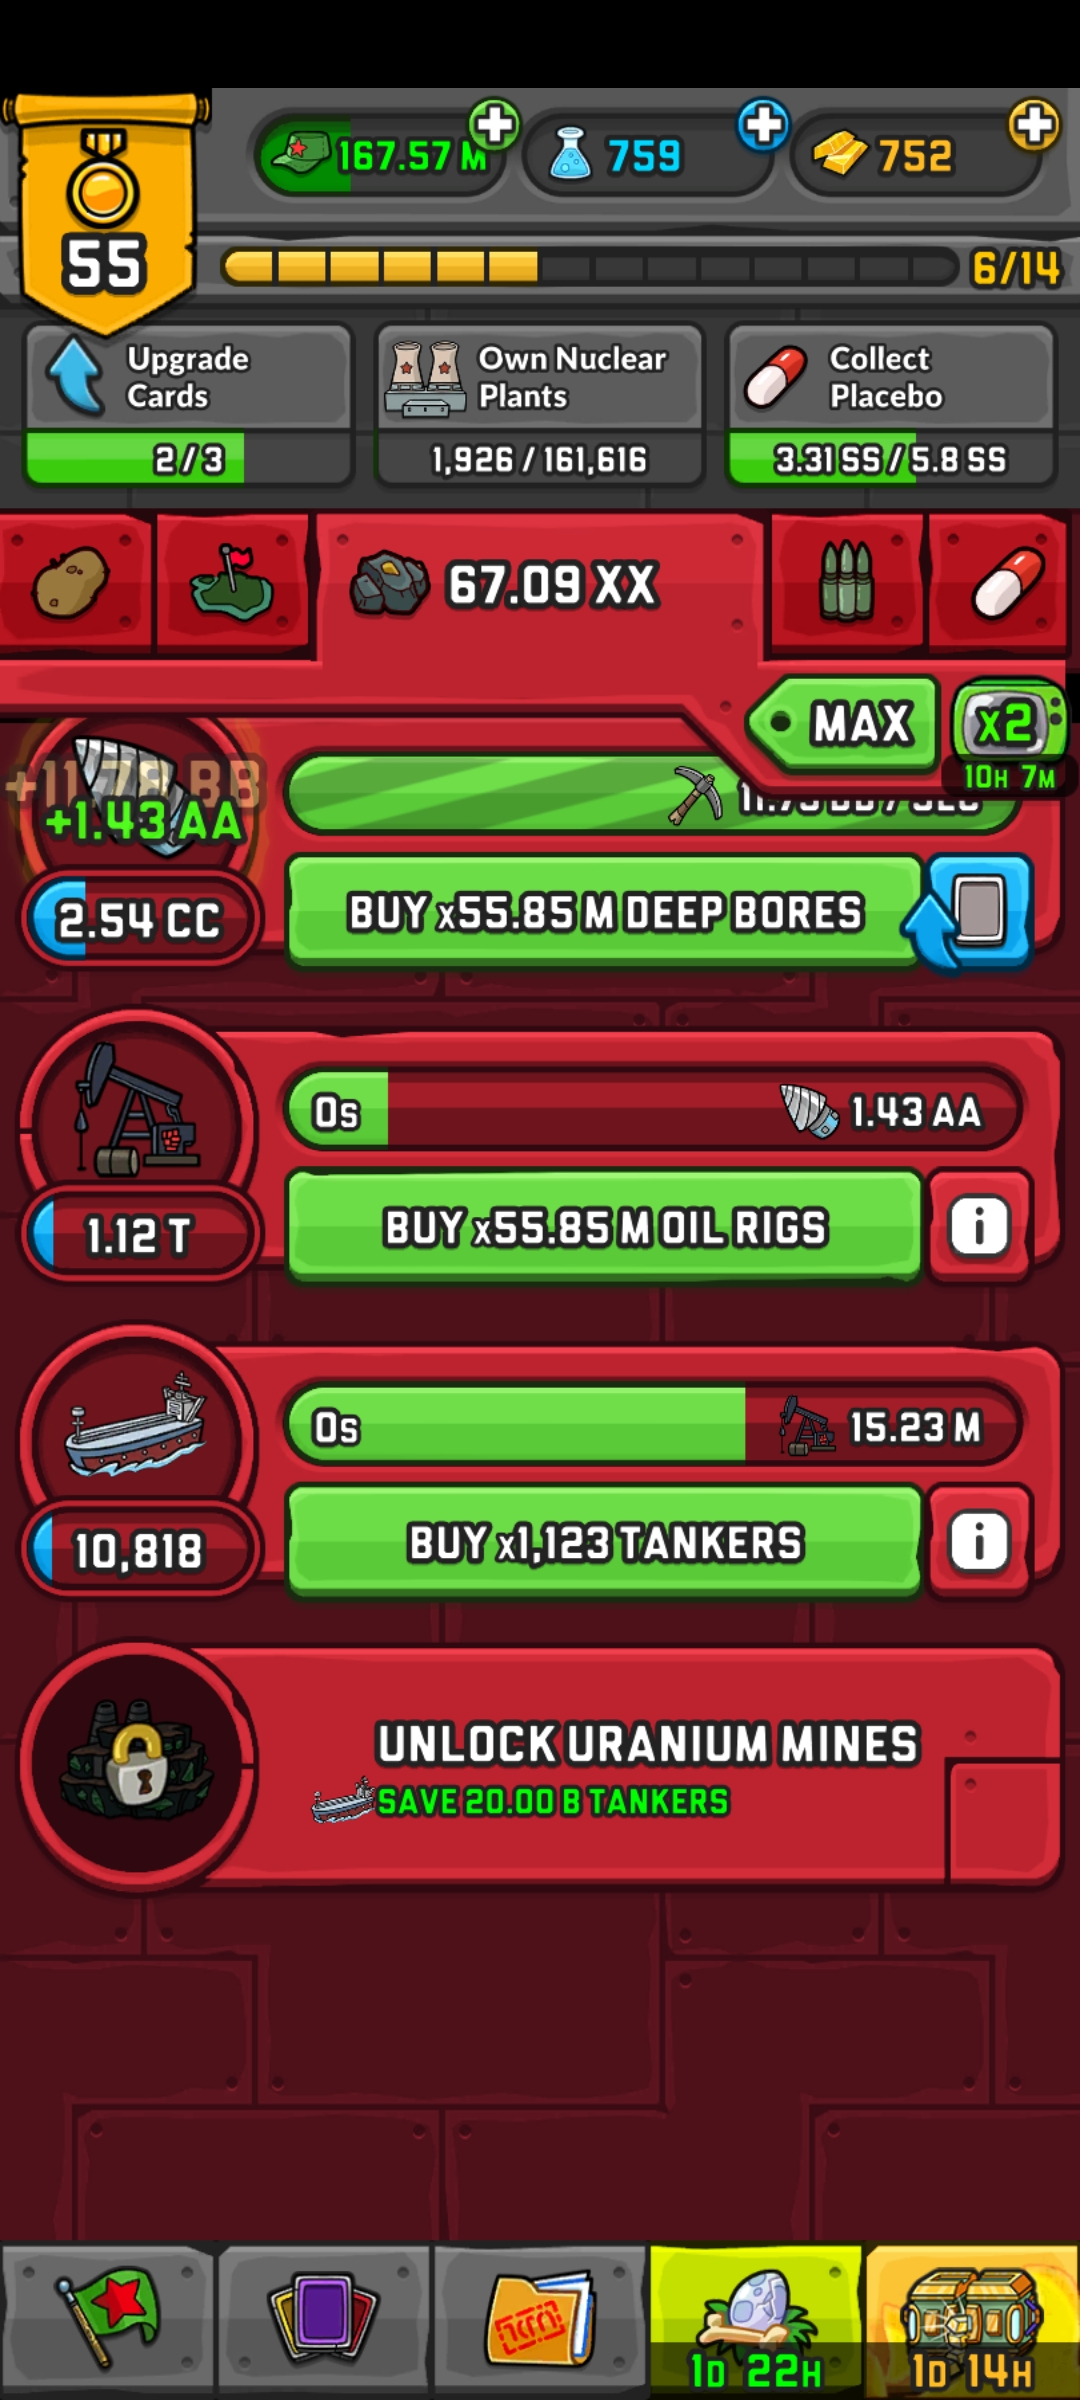 167.57 M
759
752
55
6/14
Upgrade
Cards
2 / 3
Own Nuclear
Plants
1,926 / 161,616
Collect
Placebo
3.31 SS / 5.8 SS
67.09 XX
MAX
x2
10H 7M
+1.43 AA
/ SEC
2.54 CC
BUY x55.85 M DEEP BORES
0s
1.43 AA
1.12 T
BUY x55.85 M OIL RIGS
i
0s
15.23 M
10,818
BUY x1,123 TANKERS
i
UNLOCK URANIUM MINES
SAVE 20.00 B TANKERS
1D 22H
1D 14H